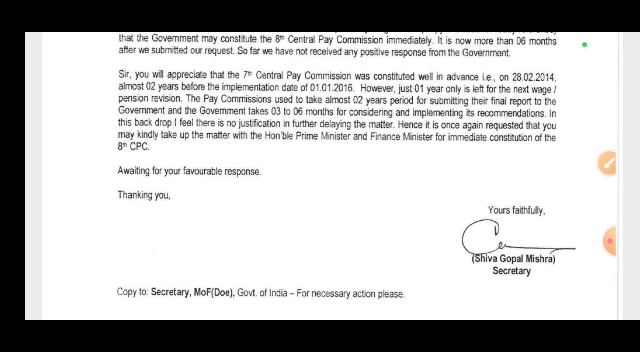 that the Government may constitute the 8th Central Pay Commission immediately. It is now more than 06 months
after we submitted our request. So far we have not received any positive response from the Government.
Sir, you will appreciate that the 7th Central Pay Commission was constituted well in advance i.e., on 28.02.2014,
almost 02 years before the implementation date of 01.01.2016. However, just 01 year only is left for the next wage /
pension revision. The Pay Commissions used to take almost 02 years period for submitting their final report to the
Government and the Government takes 03 to 06 months for considering and implementing its recommendations. In
this back drop I feel there is no justification in further delaying the matter. Hence it is once again requested that you
may kindly take up the matter with the Hon'ble Prime Minister and Finance Minister for immediate constitution of the
8th CPC.
Awaiting for your favourable response.
Thanking you,
Yours faithfully,
(Shiva Gopal Mishra)
Secretary
Copy to: Secretary, MoF(Doe), Govt. of India – For necessary action please.